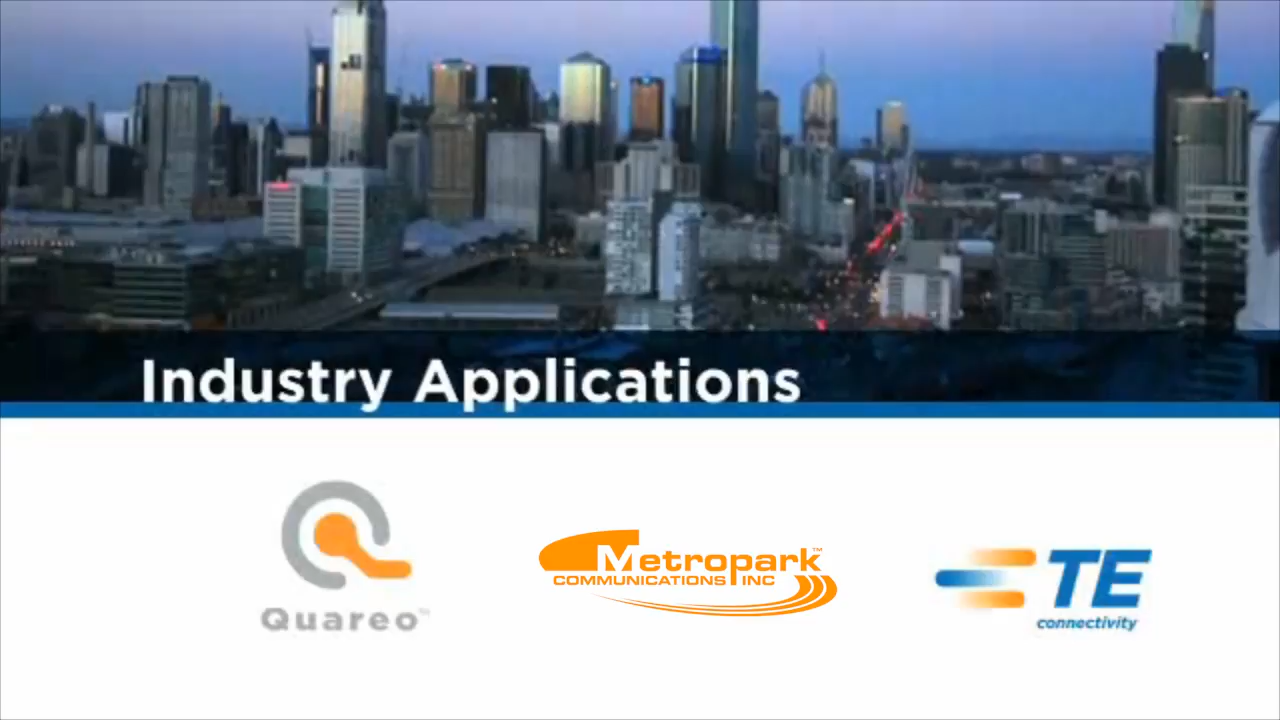 Industry Applications
Quareo™
Metropark™
COMMUNICATIONS INC
TE
connectivity